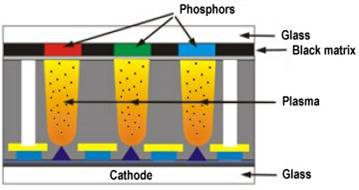 Phosphors
Glass
Black matrix
Plasma
Glass
Cathode